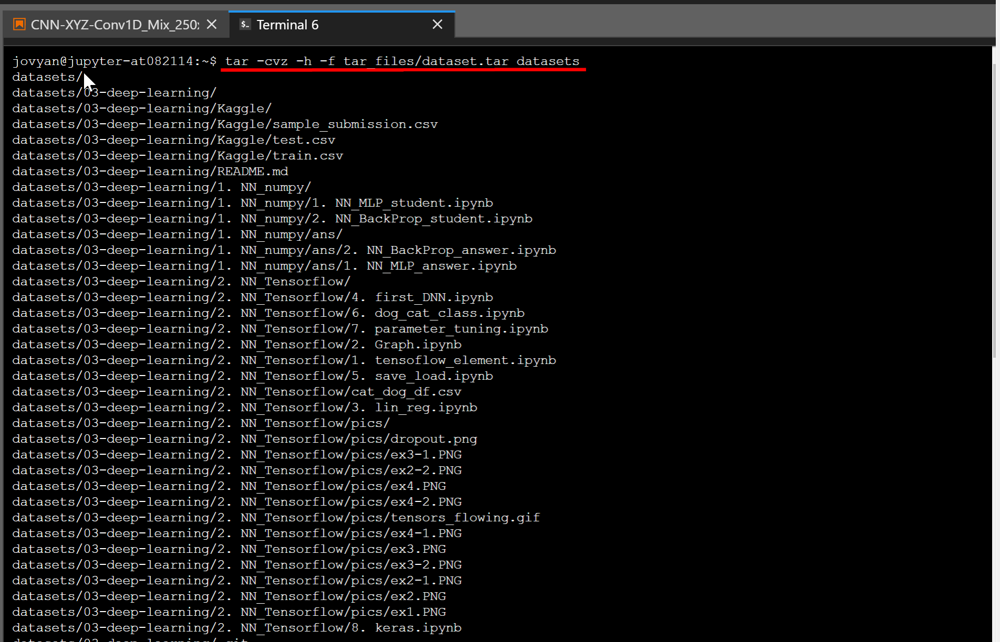 CNN-XYZ-Conv1D_Mix_250
Terminal 6
jovyan@jupyter-at082114:~$ tar -cvz -h -f tar_files/dataset.tar datasets
datasets/
datasets/03-deep-learning/
datasets/03-deep-learning/Kaggle/
datasets/03-deep-learning/Kaggle/sample_submission.csv
datasets/03-deep-learning/Kaggle/test.csv
datasets/03-deep-learning/Kaggle/train.csv
datasets/03-deep-learning/README.md
datasets/03-deep-learning/1. NN_numpy/
datasets/03-deep-learning/1. NN_numpy/1. NN_MLP_student.ipynb
datasets/03-deep-learning/1. NN_numpy/2. NN_BackProp_student.ipynb
datasets/03-deep-learning/1. NN_numpy/ans/
datasets/03-deep-learning/1. NN_numpy/ans/2. NN_BackProp_answer.ipynb
datasets/03-deep-learning/1. NN_numpy/ans/1. NN_MLP_answer.ipynb
datasets/03-deep-learning/2. NN_Tensorflow/
datasets/03-deep-learning/2. NN_Tensorflow/4. first_DNN.ipynb
datasets/03-deep-learning/2. NN_Tensorflow/6. dog_cat_class.ipynb
datasets/03-deep-learning/2. NN_Tensorflow/7. parameter_tuning.ipynb
datasets/03-deep-learning/2. NN_Tensorflow/2. Graph.ipynb
datasets/03-deep-learning/2. NN_Tensorflow/1. tensoflow_element.ipynb
datasets/03-deep-learning/2. NN_Tensorflow/5. save_load.ipynb
datasets/03-deep-learning/2. NN_Tensorflow/cat_dog_df.csv
datasets/03-deep-learning/2. NN_Tensorflow/3. lin_reg.ipynb
datasets/03-deep-learning/2. NN_Tensorflow/pics/
datasets/03-deep-learning/2. NN_Tensorflow/pics/dropout.png
datasets/03-deep-learning/2. NN_Tensorflow/pics/ex3-1.PNG
datasets/03-deep-learning/2. NN_Tensorflow/pics/ex2-2.PNG
datasets/03-deep-learning/2. NN_Tensorflow/pics/ex4.PNG
datasets/03-deep-learning/2. NN_Tensorflow/pics/ex4-2.PNG
datasets/03-deep-learning/2. NN_Tensorflow/pics/tensors_flowing.gif
datasets/03-deep-learning/2. NN_Tensorflow/pics/ex4-1.PNG
datasets/03-deep-learning/2. NN_Tensorflow/pics/ex3.PNG
datasets/03-deep-learning/2. NN_Tensorflow/pics/ex3-2.PNG
datasets/03-deep-learning/2. NN_Tensorflow/pics/ex2-1.PNG
datasets/03-deep-learning/2. NN_Tensorflow/pics/ex2.PNG
datasets/03-deep-learning/2. NN_Tensorflow/pics/ex1.PNG
datasets/03-deep-learning/2. NN_Tensorflow/8. keras.ipynb